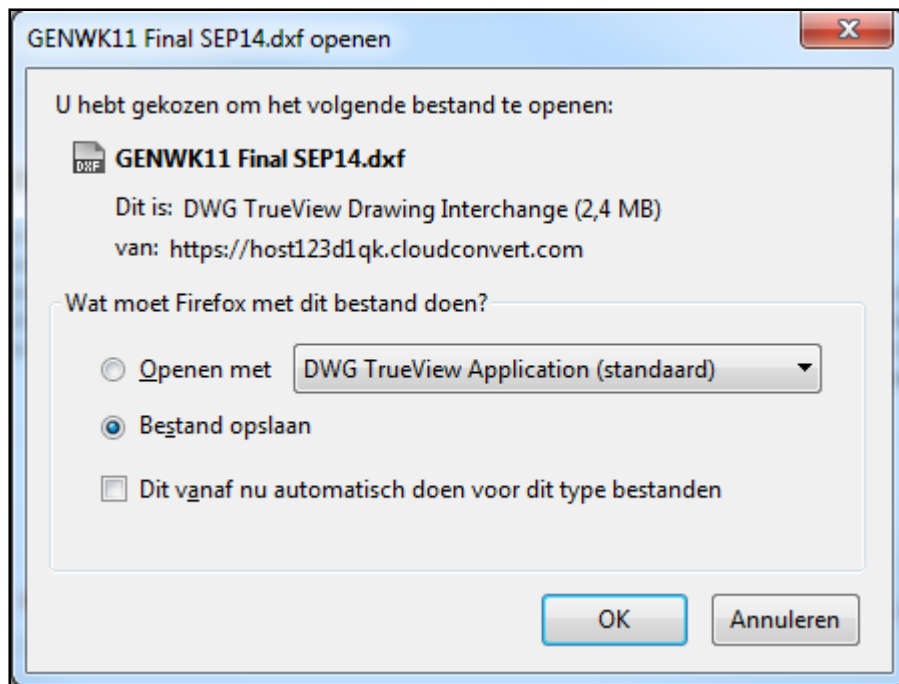 GENWK11 Final SEP14.dxf openen
U hebt gekozen om het volgende bestand te openen:
DXF GENWK11 Final SEP14.dxf
Dit is: DWG TrueView Drawing Interchange (2,4 MB)
van: https://host123d1qk.cloudconvert.com
Wat moet Firefox met dit bestand doen?
Openen met DWG TrueView Application (standaard)
Bestand opslaan
Dit vanaf nu automatisch doen voor dit type bestanden
OK Annuleren